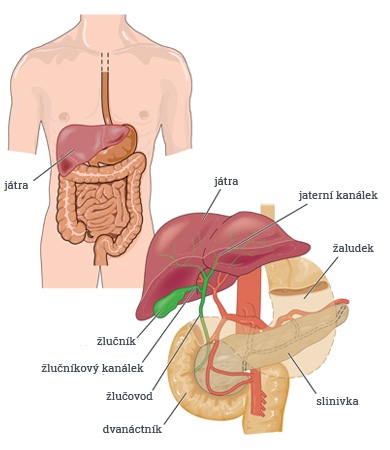 játra
játra
jaterní kanálek
žaludek
žlučník
žlučníkový kanálek
žlučovod
slinivka
dvanáctník